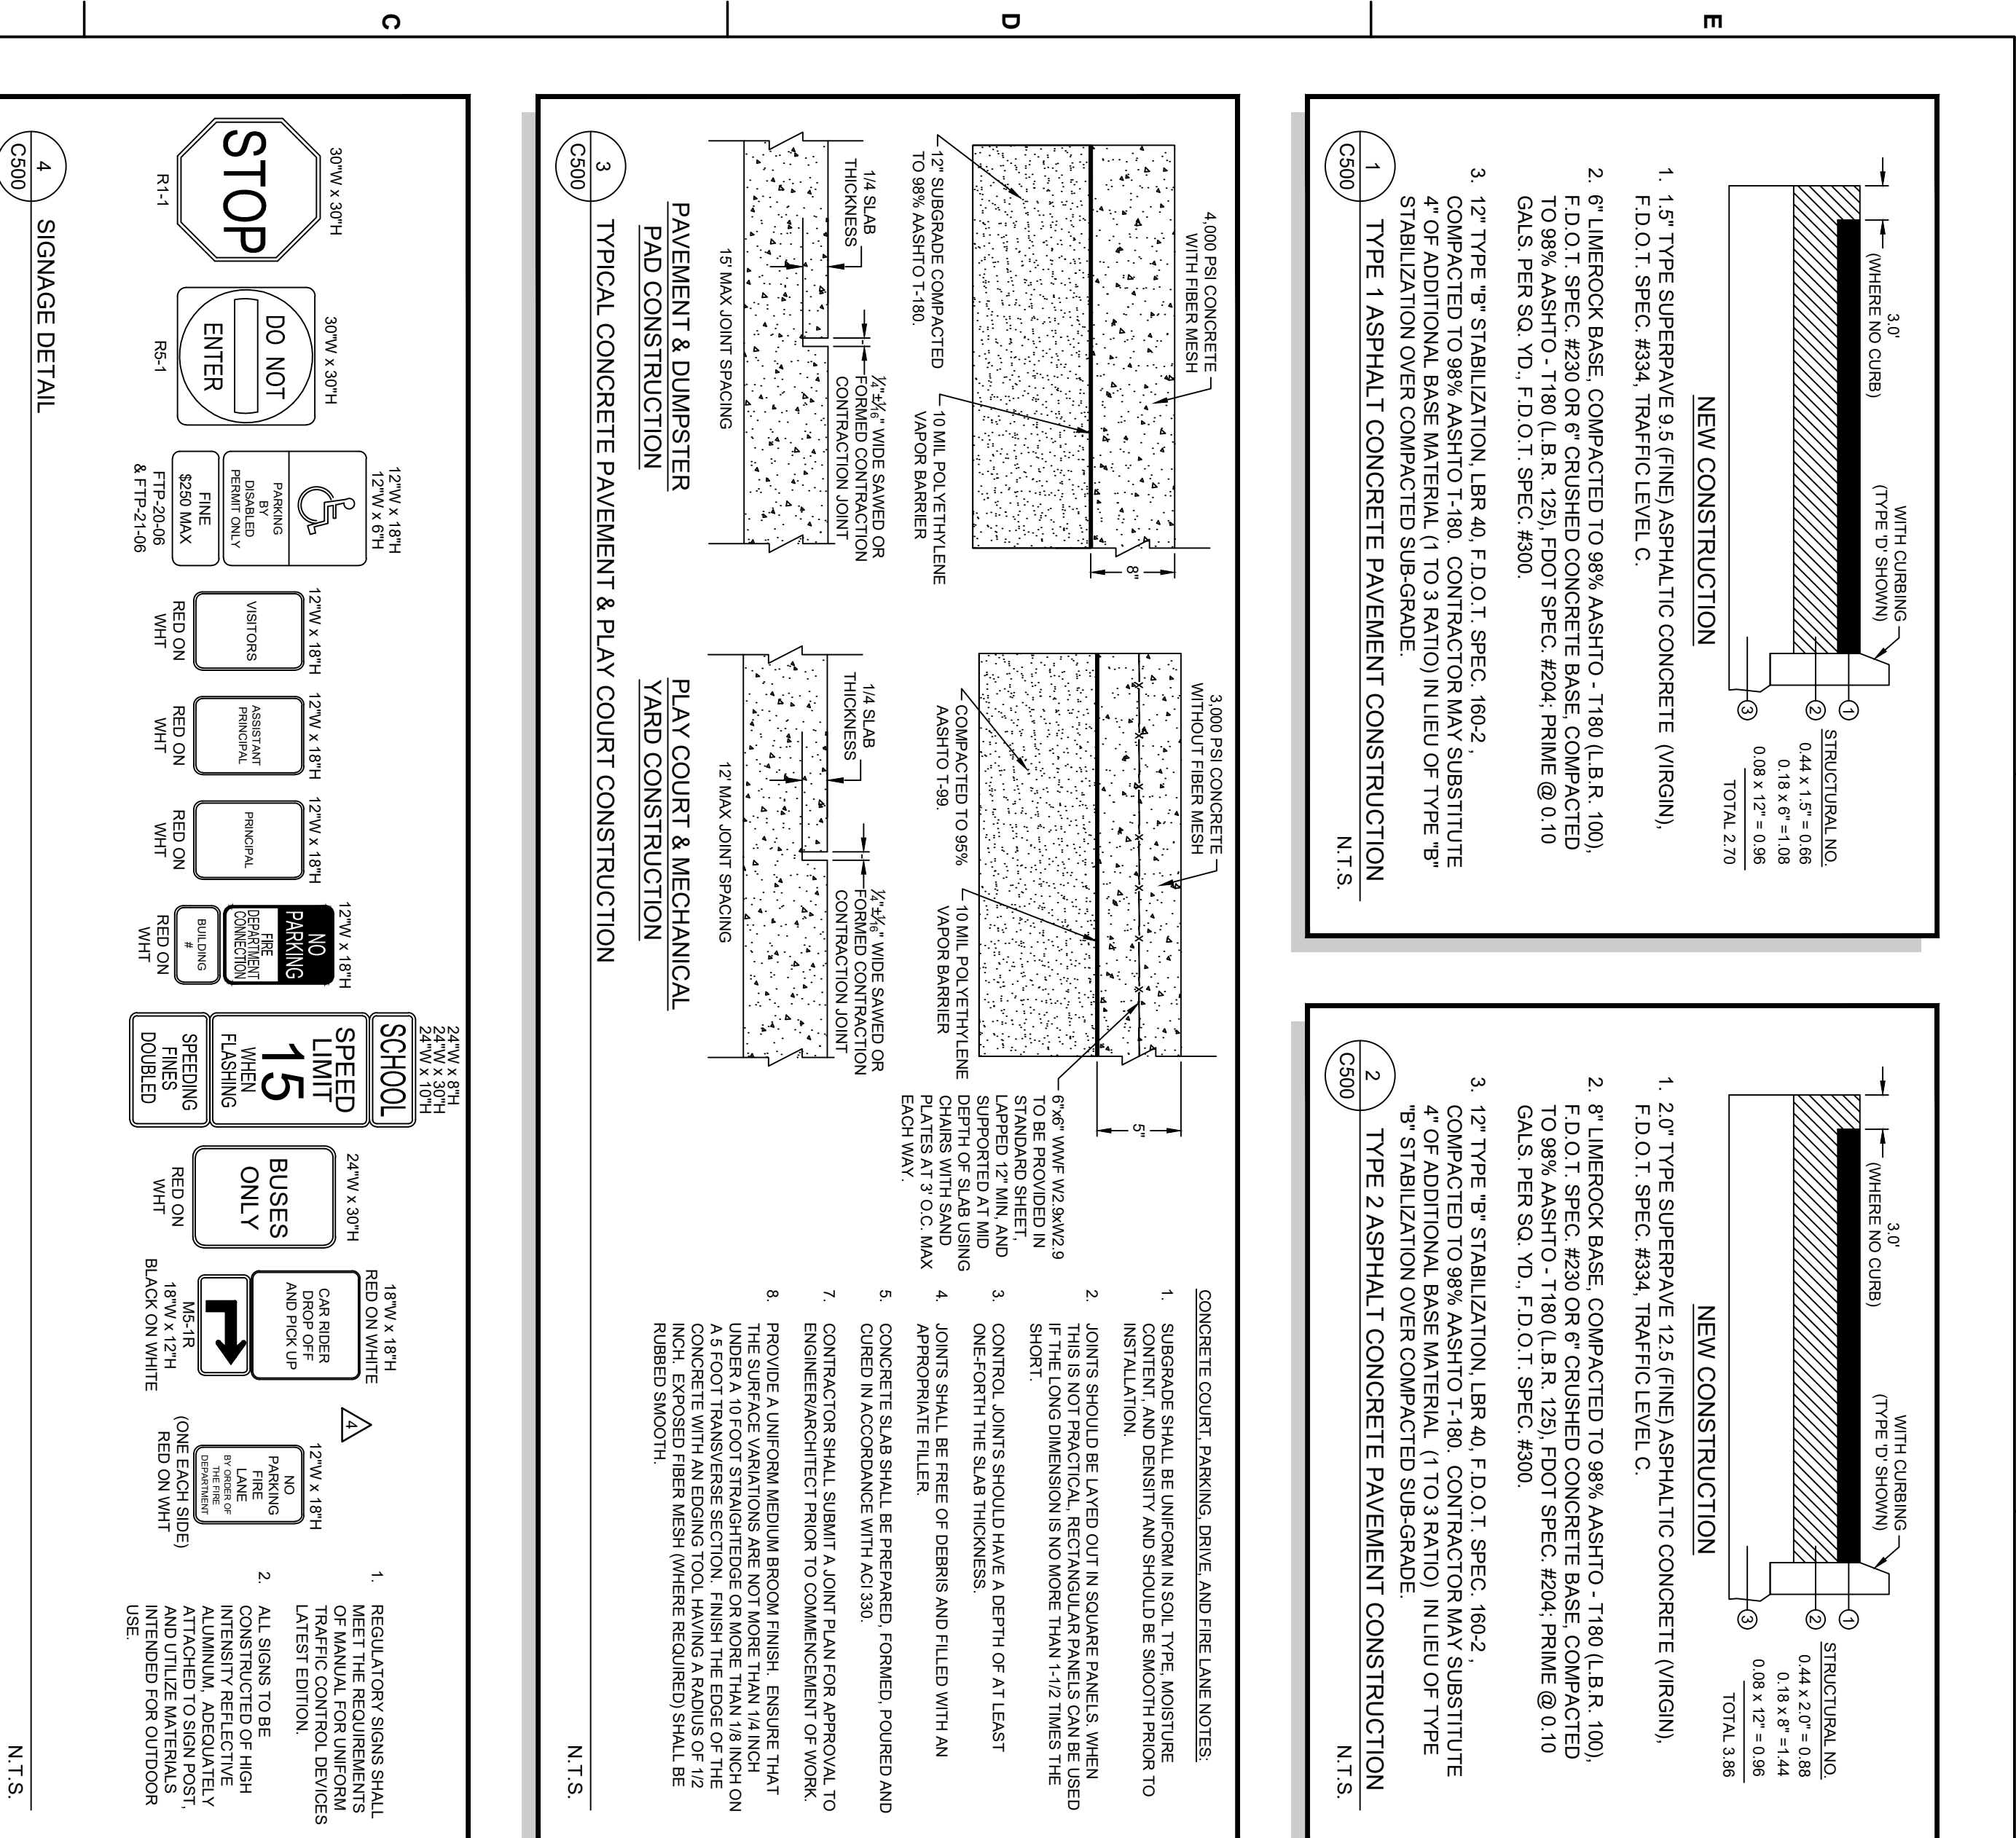 E
D
C
3.0'
(WHERE NO CURB)
WITH CURBING
(TYPE 'D' SHOWN)
STRUCTURAL NO.
1
0.44 x 1.5" = 0.66
2
0.18 x 6" =1.08
3
0.08 x 12" = 0.96
TOTAL 2.70
NEW CONSTRUCTION
1. 1.5" TYPE SUPERPAVE 9.5 (FINE) ASPHALTIC CONCRETE (VIRGIN),
F.D.O.T. SPEC. #334, TRAFFIC LEVEL C.
2. 6" LIMEROCK BASE, COMPACTED TO 98% AASHTO - T180 (L.B.R. 100),
F.D.O.T. SPEC. #230 OR 6" CRUSHED CONCRETE BASE, COMPACTED
TO 98% AASHTO - T180 (L.B.R. 125), FDOT SPEC. #204; PRIME @ 0.10
GALS. PER SQ. YD., F.D.O.T. SPEC. #300.
3. 12" TYPE "B" STABILIZATION, LBR 40, F.D.O.T. SPEC. 160-2 ,
COMPACTED TO 98% AASHTO T-180. CONTRACTOR MAY SUBSTITUTE
4" OF ADDITIONAL BASE MATERIAL (1 TO 3 RATIO) IN LIEU OF TYPE "B"
STABILIZATION OVER COMPACTED SUB-GRADE.
1
C500
TYPE 1 ASPHALT CONCRETE PAVEMENT CONSTRUCTION
N.T.S.
3.0'
(WHERE NO CURB)
WITH CURBING
(TYPE 'D' SHOWN)
STRUCTURAL NO.
1
0.44 x 2.0" = 0.88
2
0.18 x 8" =1.44
3
0.08 x 12" = 0.96
TOTAL 3.86
NEW CONSTRUCTION
1. 2.0" TYPE SUPERPAVE 12.5 (FINE) ASPHALTIC CONCRETE (VIRGIN),
F.D.O.T. SPEC. #334, TRAFFIC LEVEL C.
2. 8" LIMEROCK BASE, COMPACTED TO 98% AASHTO - T180 (L.B.R. 100),
F.D.O.T. SPEC. #230 OR 6" CRUSHED CONCRETE BASE, COMPACTED
TO 98% AASHTO - T180 (L.B.R. 125), FDOT SPEC. #204; PRIME @ 0.10
GALS. PER SQ. YD., F.D.O.T. SPEC. #300.
3. 12" TYPE "B" STABILIZATION, LBR 40, F.D.O.T. SPEC. 160-2 ,
COMPACTED TO 98% AASHTO T-180. CONTRACTOR MAY SUBSTITUTE
4" OF ADDITIONAL BASE MATERIAL (1 TO 3 RATIO) IN LIEU OF TYPE
"B" STABILIZATION OVER COMPACTED SUB-GRADE.
2
C500
TYPE 2 ASPHALT CONCRETE PAVEMENT CONSTRUCTION
N.T.S.
4,000 PSI CONCRETE
WITH FIBER MESH
8"
12" SUBGRADE COMPACTED
TO 98% AASHTO T-180.
10 MIL POLYETHYLENE
VAPOR BARRIER
1/4 SLAB
THICKNESS
¼"±1⁄16" WIDE SAWED OR
FORMED CONTRACTION
CONTRACTION JOINT
15' MAX JOINT SPACING
PAVEMENT & DUMPSTER
PAD CONSTRUCTION
3,000 PSI CONCRETE
WITHOUT FIBER MESH
5"
COMPACTED TO 95%
AASHTO T-99.
10 MIL POLYETHYLENE
VAPOR BARRIER
6"x6" WWF W2.9xW2.9
TO BE PROVIDED IN
STANDARD SHEET,
LAPPED 12" MIN, AND
SUPPORTED AT MID
DEPTH OF SLAB USING
CHAIRS WITH SAND
PLATES AT 3' O.C. MAX
EACH WAY.
1/4 SLAB
THICKNESS
¼"±1⁄16" WIDE SAWED OR
FORMED CONTRACTION
CONTRACTION JOINT
12' MAX JOINT SPACING
PLAY COURT & MECHANICAL
YARD CONSTRUCTION
CONCRETE COURT, PARKING, DRIVE, AND FIRE LANE NOTES:
1. SUBGRADE SHALL BE UNIFORM IN SOIL TYPE, MOISTURE
CONTENT, AND DENSITY AND SHOULD BE SMOOTH PRIOR TO
INSTALLATION.
2. JOINTS SHOULD BE LAYED OUT IN SQUARE PANELS. WHEN
THIS IS NOT PRACTICAL, RECTANGULAR PANELS CAN BE USED
IF THE LONG DIMENSION IS NO MORE THAN 1-1/2 TIMES THE
SHORT.
3. CONTROL JOINTS SHOULD HAVE A DEPTH OF AT LEAST
ONE-FORTH THE SLAB THICKNESS.
4. JOINTS SHALL BE FREE OF DEBRIS AND FILLED WITH AN
APPROPRIATE FILLER.
5. CONCRETE SLAB SHALL BE PREPARED, FORMED, POURED AND
CURED IN ACCORDANCE WITH ACI 330.
7. CONTRACTOR SHALL SUBMIT A JOINT PLAN FOR APPROVAL TO
ENGINEER/ARCHITECT PRIOR TO COMMENCEMENT OF WORK.
8. PROVIDE A UNIFORM MEDIUM BROOM FINISH. ENSURE THAT
THE SURFACE VARIATIONS ARE NOT MORE THAN 1/4 INCH
UNDER A 10 FOOT STRAIGHTEDGE OR MORE THAN 1/8 INCH ON
A 5 FOOT TRANSVERSE SECTION. FINISH THE EDGE OF THE
CONCRETE WITH AN EDGING TOOL HAVING A RADIUS OF 1/2
INCH. EXPOSED FIBER MESH (WHERE REQUIRED) SHALL BE
RUBBED SMOOTH.
3
C500
TYPICAL CONCRETE PAVEMENT & PLAY COURT CONSTRUCTION
N.T.S.
30"W x 30"H
STOP
R1-1
30"W x 30"H
DO NOT
ENTER
R5-1
12"W x 18"H
12"W x 6"H
PARKING
BY
DISABLED
PERMIT ONLY
FINE
$250 MAX
FTP-20-06
& FTP-21-06
12"W x 18"H
VISITORS
RED ON
WHT
12"W x 18"H
ASSISTANT
PRINCIPAL
RED ON
WHT
12"W x 18"H
PRINCIPAL
RED ON
WHT
12"W x 18"H
NO
PARKING
FIRE
DEPARTMENT
CONNECTION
BUILDING
#
RED ON
WHT
24"W x 8"H
24"W x 30"H
24"W x 10"H
SCHOOL
SPEED
LIMIT
15
WHEN
FLASHING
SPEEDING
FINES
DOUBLED
24"W x 30"H
BUSES
ONLY
RED ON
WHT
18"W x 18"H
RED ON WHITE
CAR RIDER
DROP OFF
AND PICK UP
M5-1R
18"W x 12"H
BLACK ON WHITE
4
12"W x 18"H
NO
PARKING
FIRE
LANE
BY ORDER OF
THE FIRE
DEPARTMENT
(ONE EACH SIDE)
RED ON WHT
1. REGULATORY SIGNS SHALL
MEET THE REQUIREMENTS
OF MANUAL FOR UNIFORM
TRAFFIC CONTROL DEVICES
LATEST EDITION.
2. ALL SIGNS TO BE
CONSTRUCTED OF HIGH
INTENSITY REFLECTIVE
ALUMINUM, ADEQUATELY
ATTACHED TO SIGN POST,
AND UTILIZE MATERIALS
INTENDED FOR OUTDOOR
USE.
4
C500
SIGNAGE DETAIL
N.T.S.